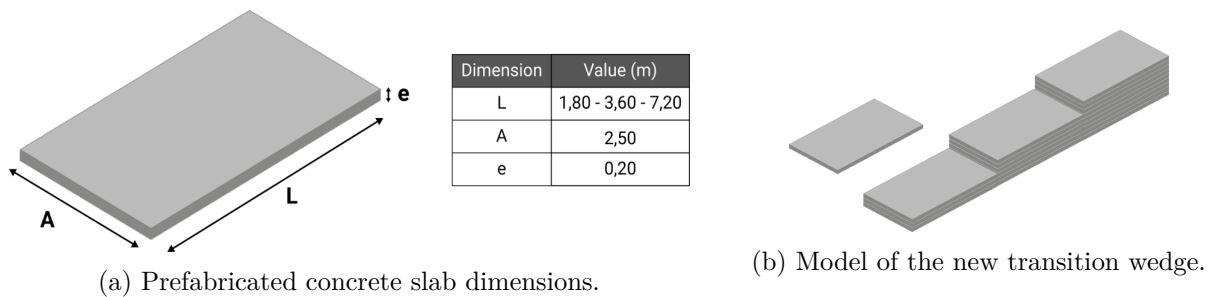 e
A
L
Dimension Value (m)
L 1,80 - 3,60 - 7,20
A 2,50
e 0,20
(a) Prefabricated concrete slab dimensions.
(b) Model of the new transition wedge.